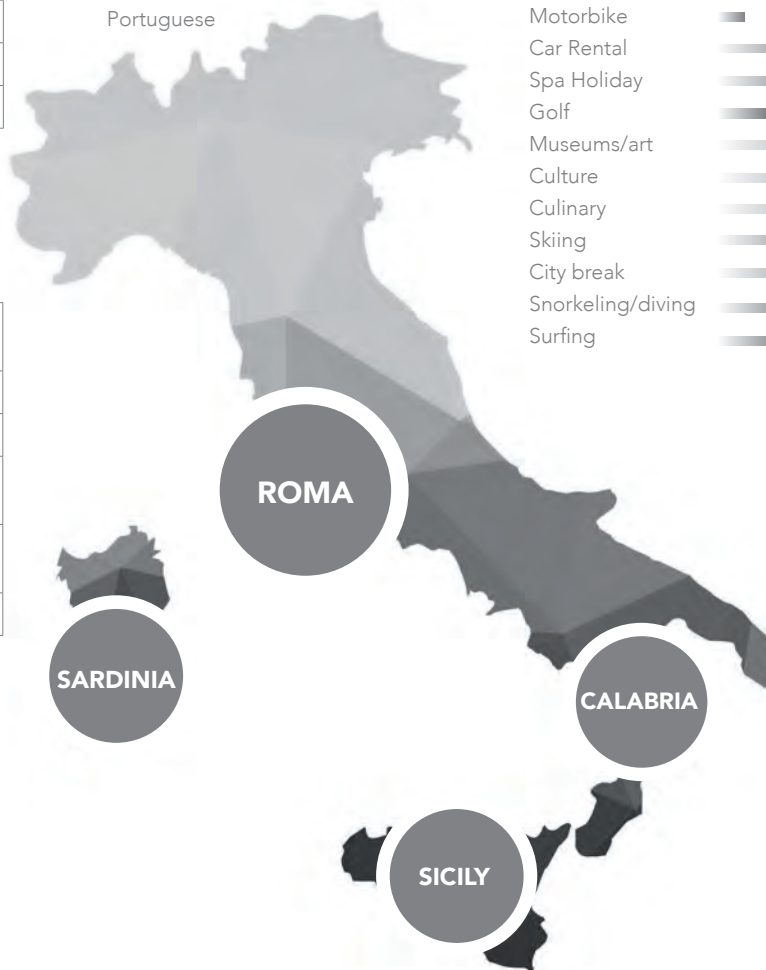 Portuguese
Motorbike
Car Rental
Spa Holiday
Golf
Museums/art
Culture
Culinary
Skiing
City break
Snorkeling/diving
Surfing
ROMA
SARDINIA
CALABRIA
SICILY